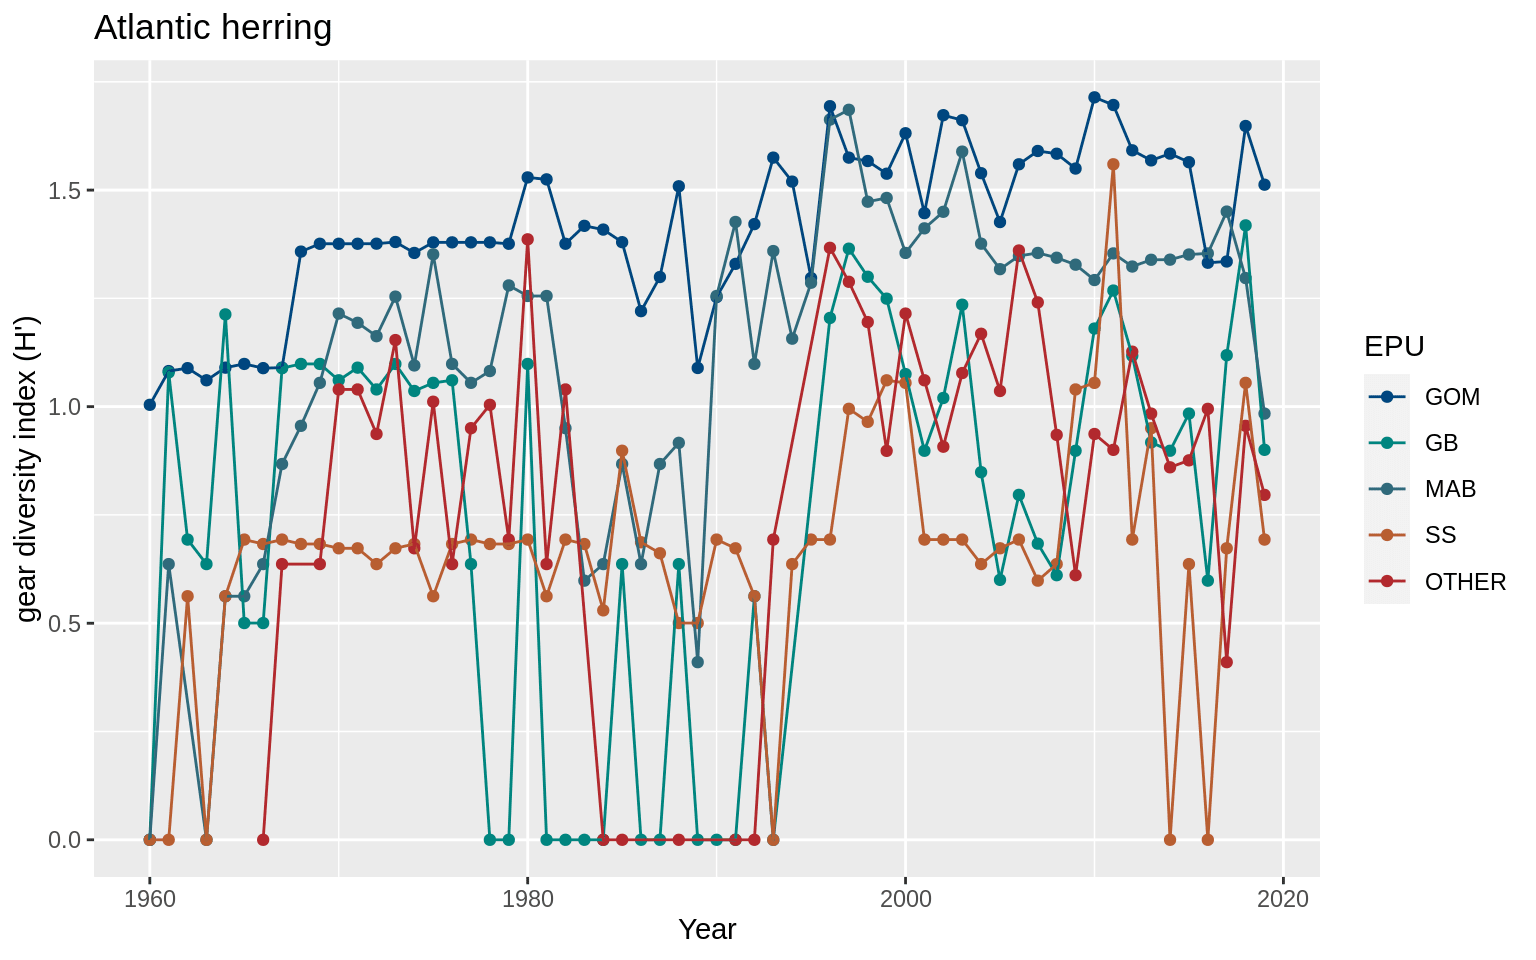 Atlantic herring
gear diversity index (H')
1.5
1.0
0.5
0.0
1960
1980
2000
2020
Year
EPU
GOM
GB
MAB
SS
OTHER